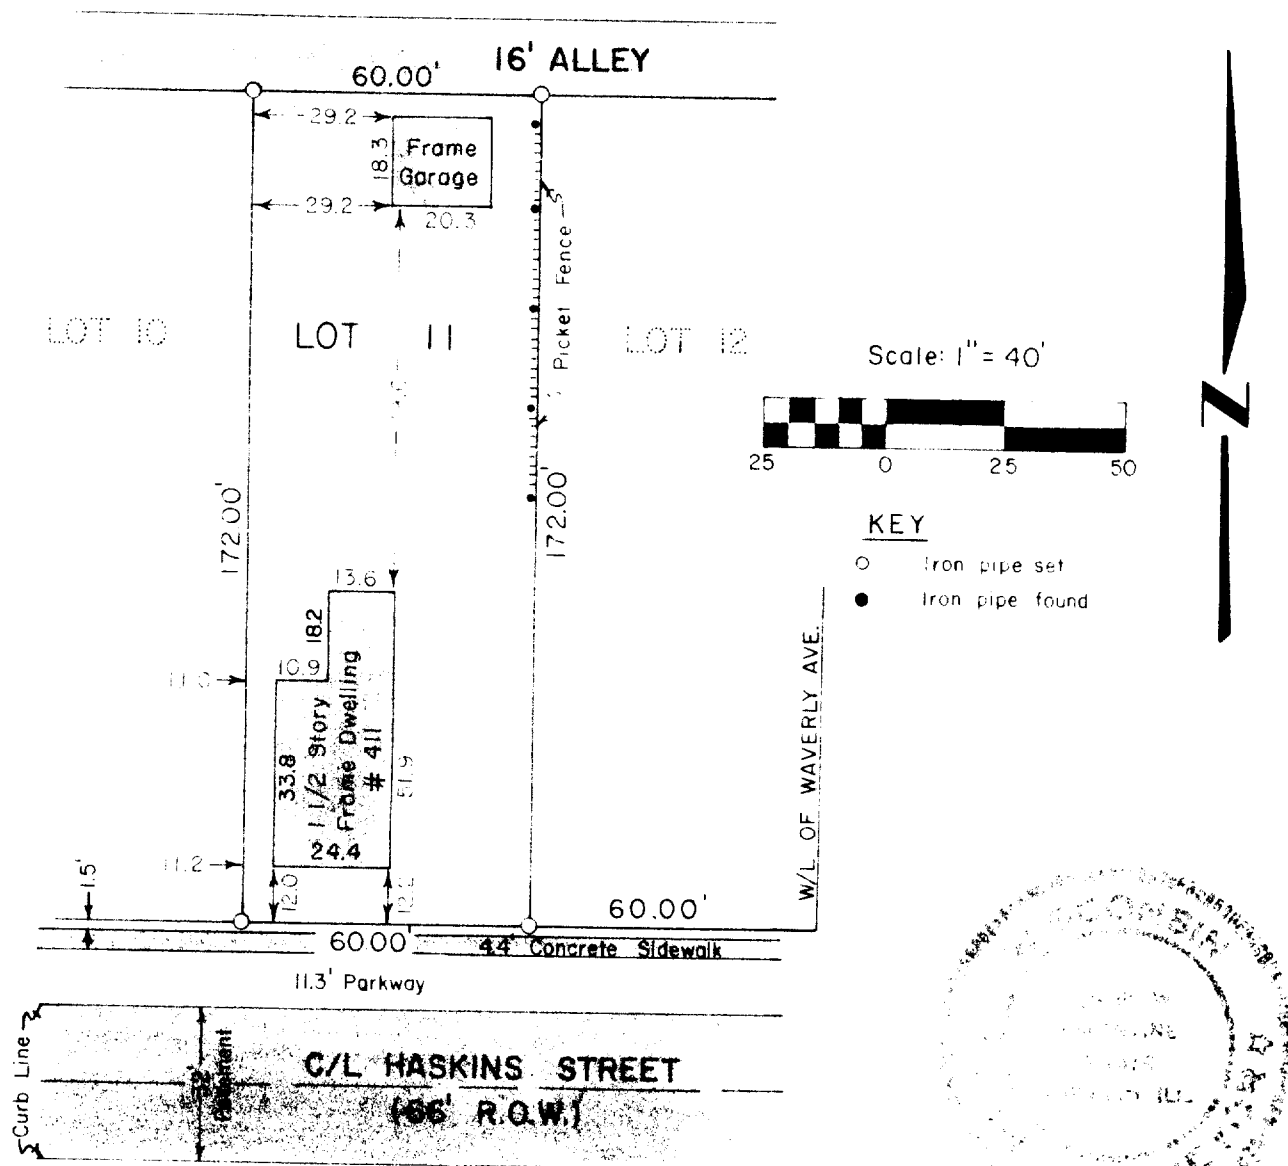 16' ALLEY
60.00'
29.2
18.3
Frame
Garage
29.2
20.3
Picket Fence
LOT 10
LOT 11
LOT 12
Scale: 1" = 40'
25 0 25 50
N
172.00'
172.00'
KEY
Iron pipe set
Iron pipe found
13.6
18.2
11.0
10.9
33.8
1 1/2 Story
Frame Dwelling
# 411
51.9
24.4
11.2
12.0
1.5'
W/L OF WAVERLY AVE.
60.00'
60.00'
4.4' Concrete Sidewalk
11.3' Parkway
Curb Line
Pavement
C/L HASKINS STREET
(66' R.O.W.)
WISCONSIN